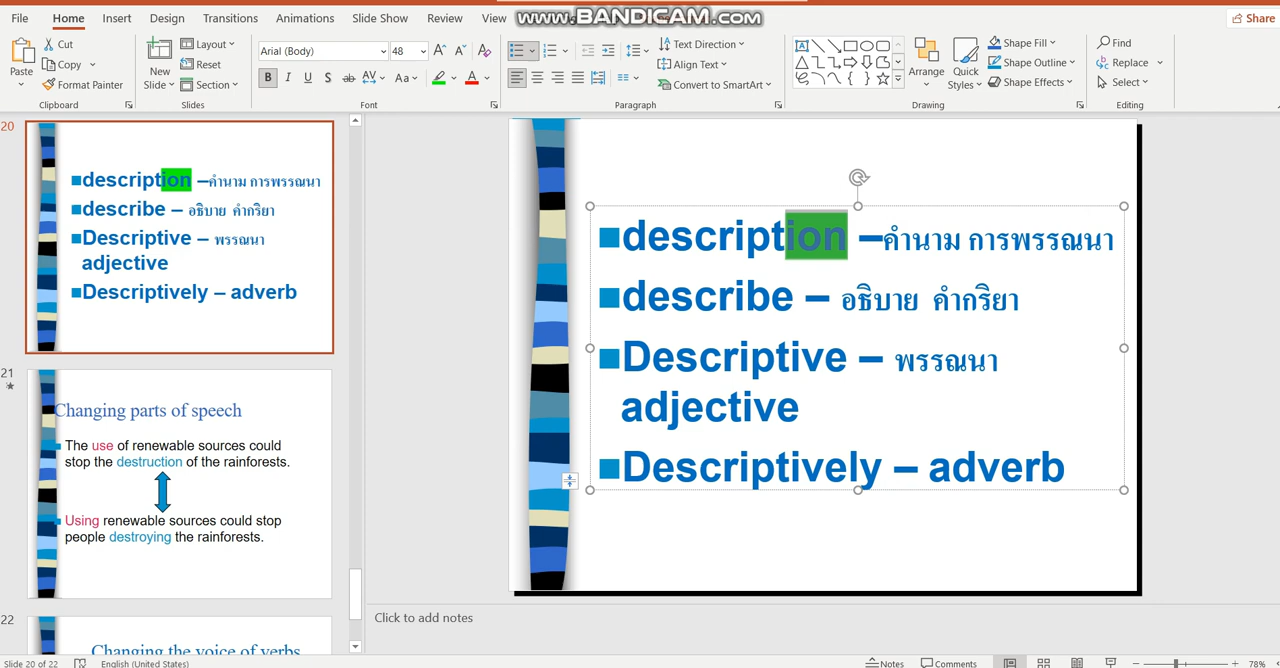 www.BANDICAM.com
File Home Insert Design Transitions Animations Slide Show Review View
Share
Paste
Cut
Copy
Format Painter
Clipboard
New Slide
Layout
Reset
Section
Slides
Arial (Body) 48
B I U S ab AV Aa A
Font
Text Direction
Align Text
Convert to SmartArt
Paragraph
Arrange
Quick Styles
Shape Fill
Shape Outline
Shape Effects
Drawing
Find
Replace
Select
Editing
20
description –คำนาม การพรรณนา
describe – อธิบาย คำกริยา
Descriptive – พรรณนา
adjective
Descriptively – adverb
21
Changing parts of speech
The use of renewable sources could
stop the destruction of the rainforests.
Using renewable sources could stop
people destroying the rainforests.
22
Changing the voice of verbs
description –คำนาม การพรรณนา
describe – อธิบาย คำกริยา
Descriptive – พรรณนา
adjective
Descriptively – adverb
Click to add notes
Slide 20 of 22 English (United States) Notes Comments 78%